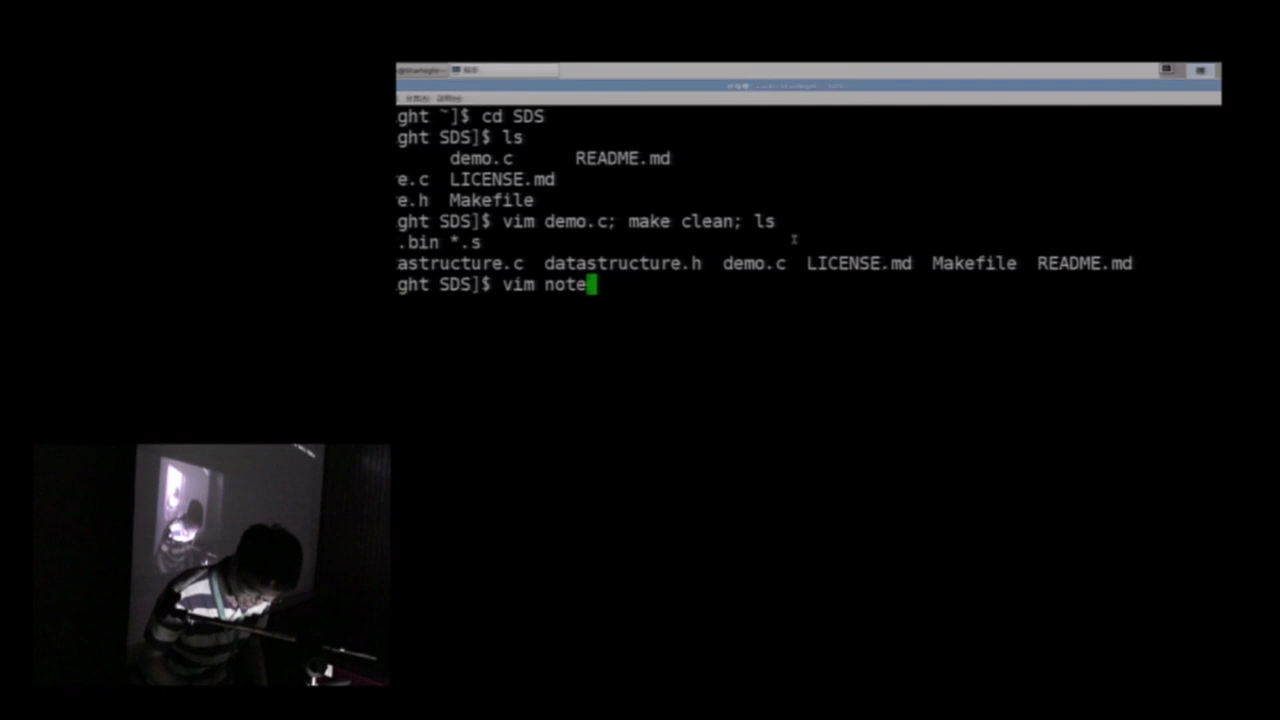 ght ~]$ cd SDS
ght SDS]$ ls
demo.c README.md
e.c LICENSE.md
e.h Makefile
ght SDS]$ vim demo.c; make clean; ls
.bin *.s
astructure.c datastructure.h demo.c LICENSE.md Makefile README.md
ght SDS]$ vim note